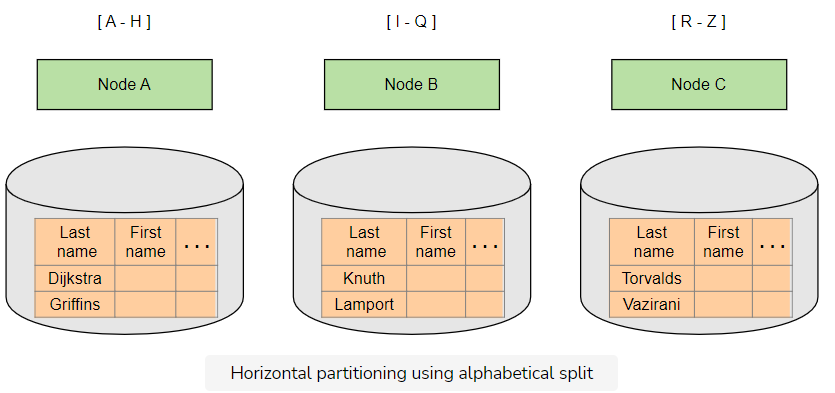 [ A - H ]
[ I - Q ]
[ R - Z ]
Node A
Node B
Node C
Last name
First name
...
Dijkstra
Griffins
Last name
First name
...
Knuth
Lamport
Last name
First name
...
Torvalds
Vazirani
Horizontal partitioning using alphabetical split